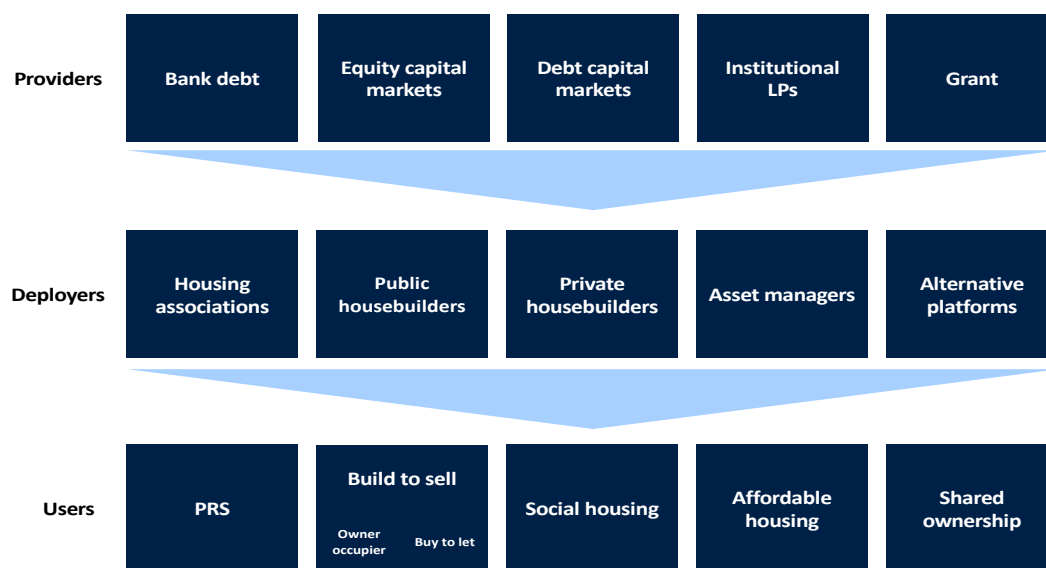 Providers
Bank debt
Equity capital
markets
Debt capital
markets
Institutional
LPs
Grant
Deployers
Housing
associations
Public
housebuilders
Private
housebuilders
Asset managers
Alternative
platforms
Users
PRS
Build to sell
Owner
occupier
Buy to let
Social housing
Affordable
housing
Shared
ownership